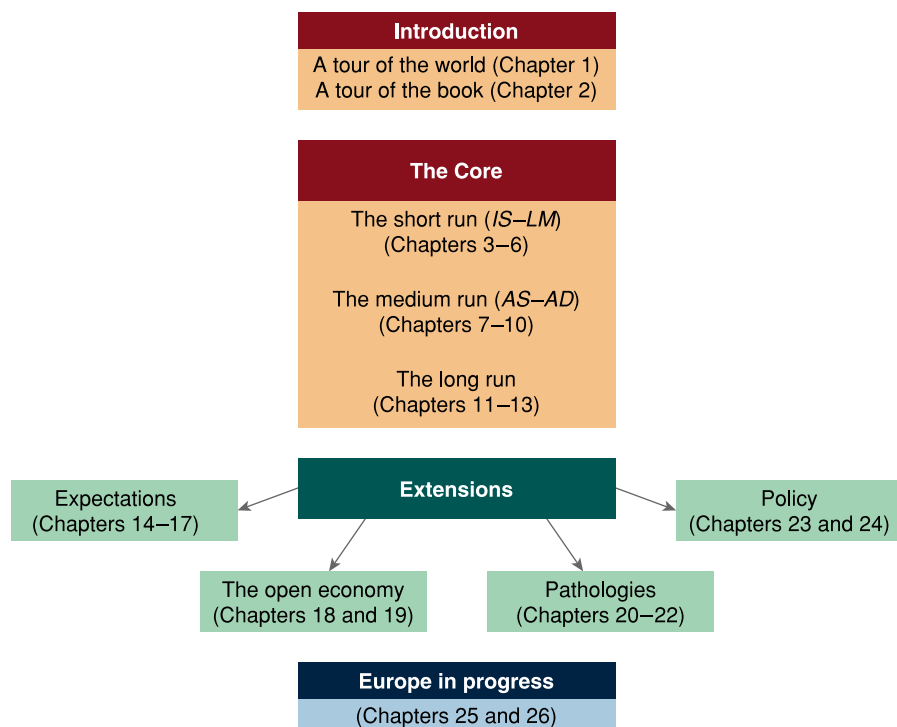 Introduction
A tour of the world (Chapter 1)
A tour of the book (Chapter 2)
The Core
The short run (IS–LM)
(Chapters 3–6)
The medium run (AS–AD)
(Chapters 7–10)
The long run
(Chapters 11–13)
Extensions
Expectations
(Chapters 14–17)
The open economy
(Chapters 18 and 19)
Pathologies
(Chapters 20–22)
Policy
(Chapters 23 and 24)
Europe in progress
(Chapters 25 and 26)